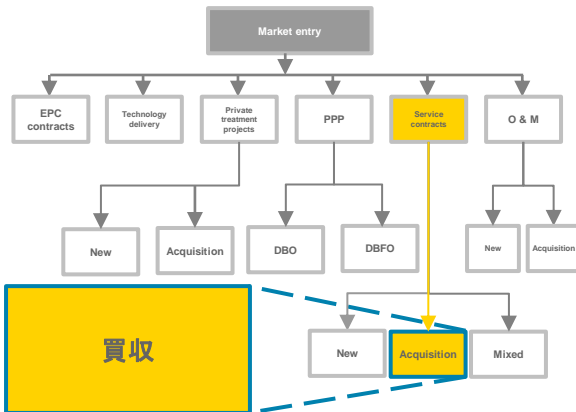 Market entry
EPC
contracts
Technology
delivery
Private
treatment
projects
PPP
Service
contracts
O & M
New
Acquisition
DBO
DBFO
New
Acquisition
買収
New
Acquisition
Mixed